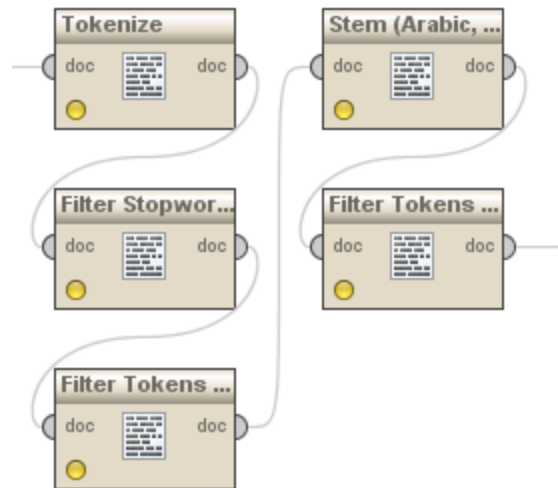 Tokenize
doc doc
Filter Stopwor...
doc doc
Filter Tokens ...
doc doc
Stem (Arabic, ...
doc doc
Filter Tokens ...
doc doc